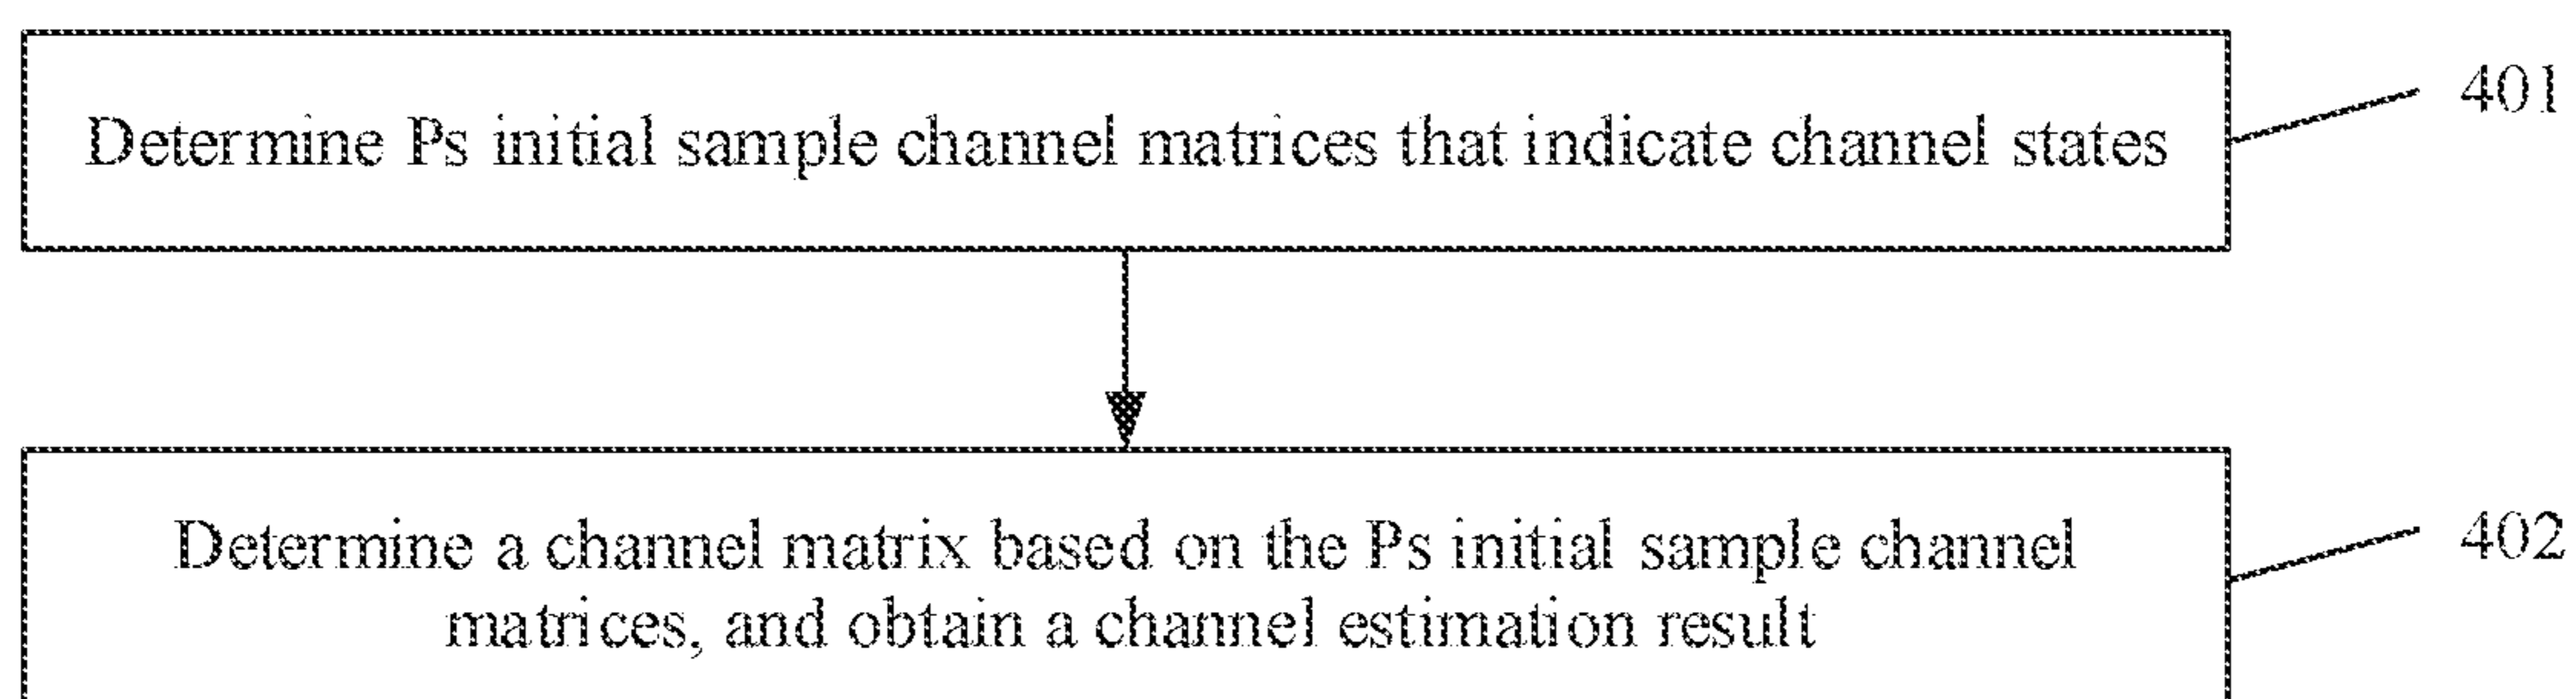 Determine Ps initial sample channel matrices that indicate channel states
401
Determine a channel matrix based on the Ps initial sample channel
matrices, and obtain a channel estimation result
402